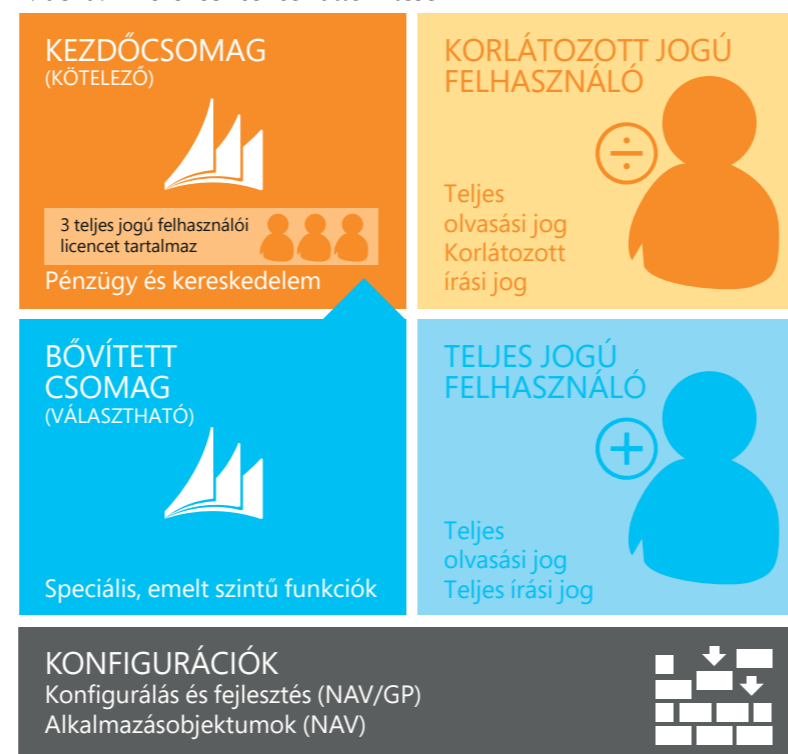 KEZDŐCSOMAG
(KÖTELEZŐ)
3 teljes jogú felhasználói
licencet tartalmaz
Pénzügy és kereskedelem
KORLÁTOZOTT JOGÚ
FELHASZNÁLÓ
Teljes
olvasási jog
Korlátozott
írási jog
BŐVÍTETT
CSOMAG
(VÁLASZTHATÓ)
Speciális, emelt szintű funkciók
TELJES JOGÚ
FELHASZNÁLÓ
Teljes
olvasási jog
Teljes írási jog
KONFIGURÁCIÓK
Konfigurálás és fejlesztés (NAV/GP)
Alkalmazásobjektumok (NAV)